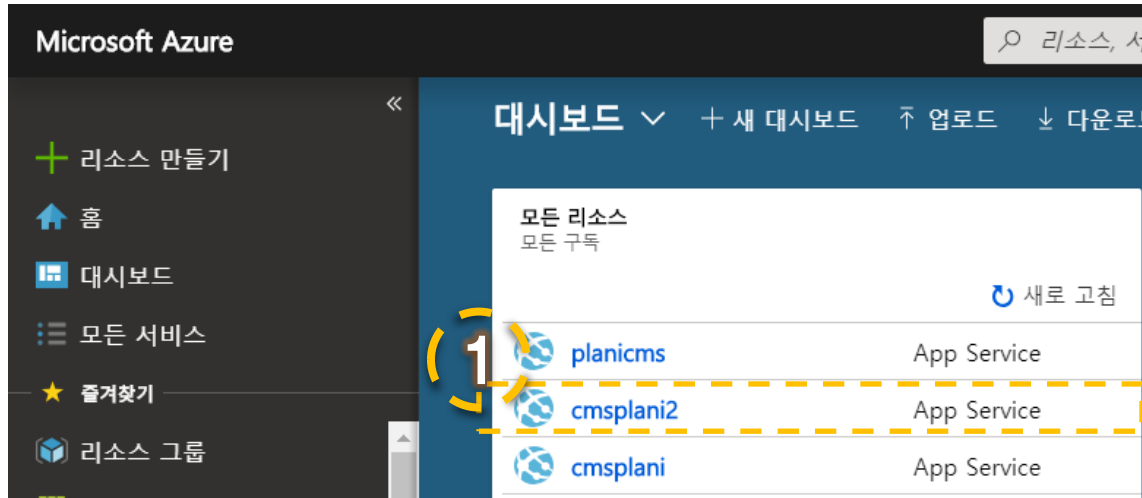 Microsoft Azure
리소스, 서
«
대시보드
+ 새 대시보드
업로드
다운로드
리소스 만들기
홈
대시보드
모든 서비스
즐겨찾기
리소스 그룹
모든 리소스
모든 구독
새로 고침
1
planicms App Service
cmsplani2 App Service
cmsplani App Service